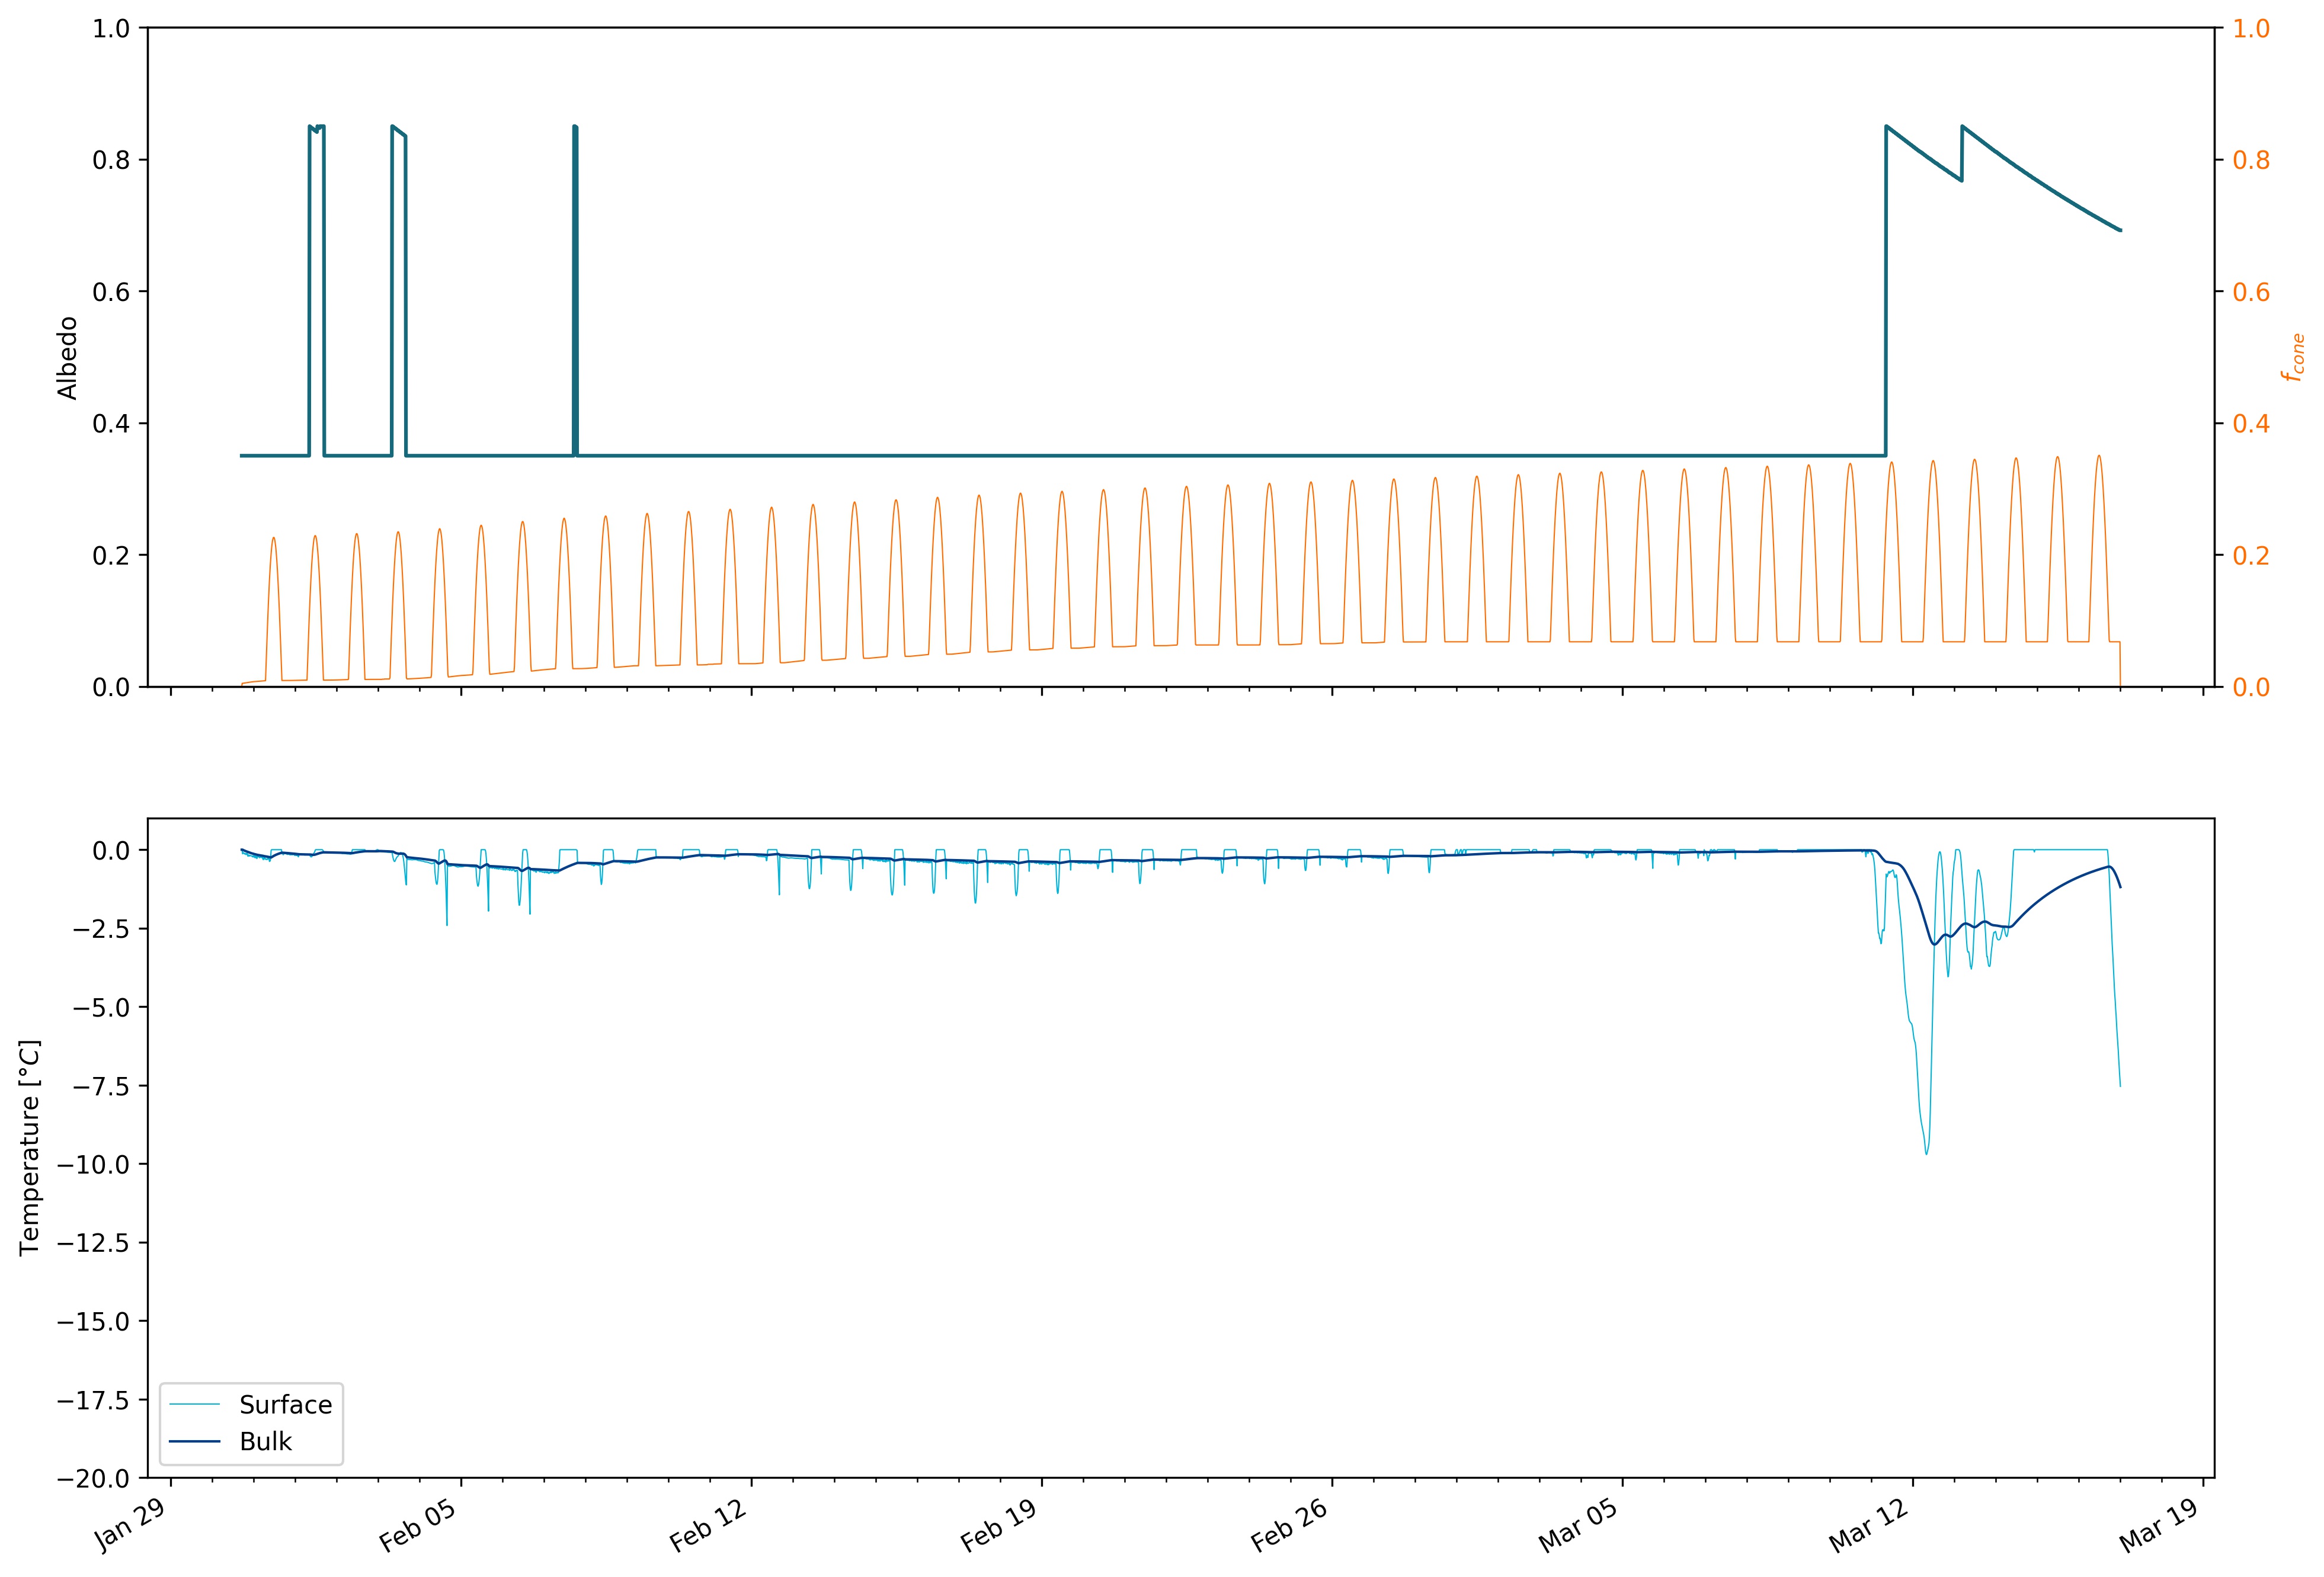 1.0
0.8
0.6
0.4
0.2
0.0
Albedo
1.0
0.8
0.6
0.4
0.2
0.0
fcone
0.0
−2.5
−5.0
−7.5
−10.0
−12.5
−15.0
−17.5
−20.0
Temperature [°C]
Surface
Bulk
Jan 29
Feb 05
Feb 12
Feb 19
Feb 26
Mar 05
Mar 12
Mar 19